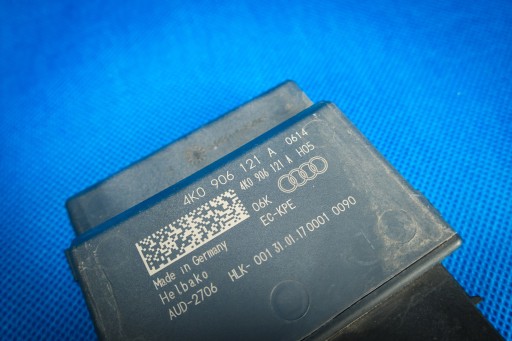 4K0 906 121 A 0614
4K0 906 121 A H05
06K
EC-KPE
Made in Germany
Helbako
AUD-2706 HLK-001 31.01.17 0001 0090